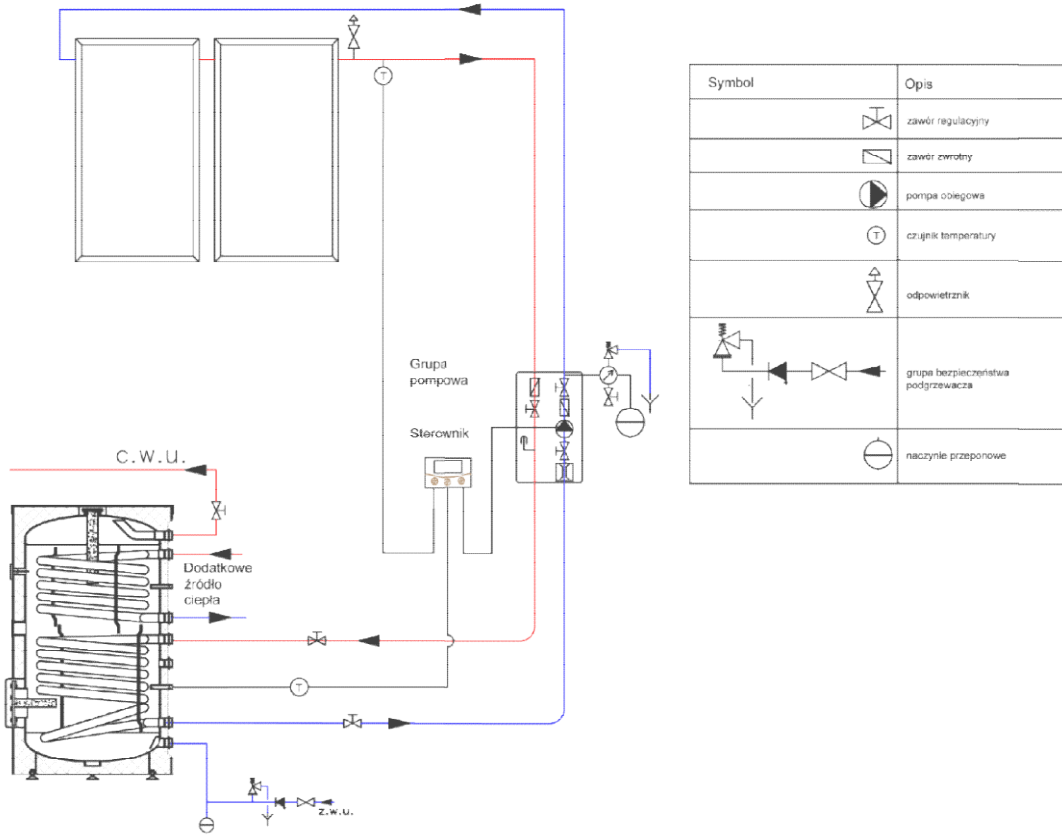 T
Grupa
pompowa
Sterownik
c.w.u.
Dodatkowe
źródło
ciepła
T
z.w.u.
Symbol Opis
zawór regulacyjny
zawór zwrotny
pompa obiegowa
T czujnik temperatury
odpowietrznik
grupa bezpieczeństwa
podgrzewacza
naczynie przeponowe